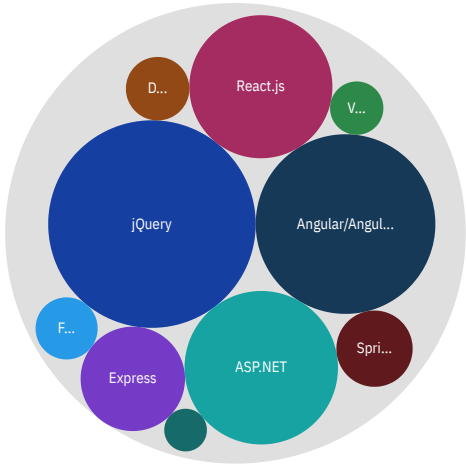 React.js
D...
V...
jQuery
Angular/Angul...
F...
Spri...
ASP.NET
Express